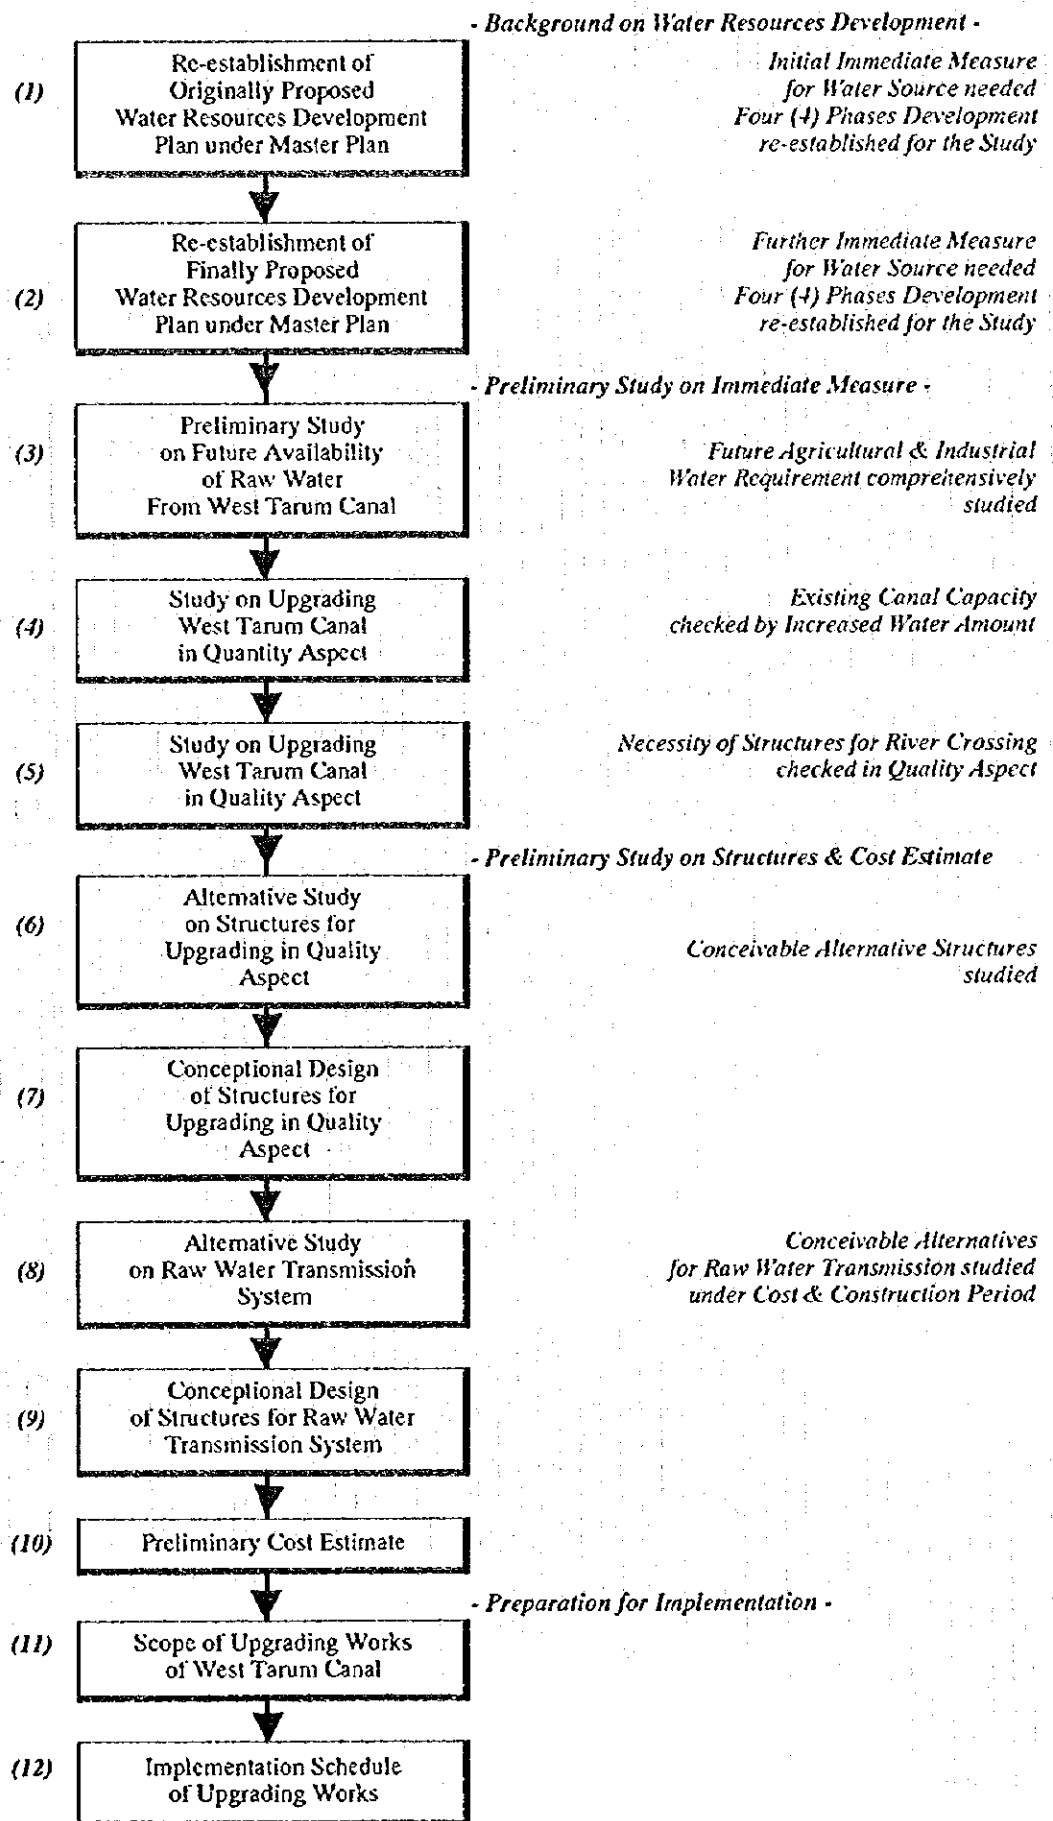 - Background on Water Resources Development -
(1)
Re-establishment of
Originally Proposed
Water Resources Development
Plan under Master Plan
Initial Immediate Measure
for Water Source needed
Four (4) Phases Development
re-established for the Study
(2)
Re-establishment of
Finally Proposed
Water Resources Development
Plan under Master Plan
Further Immediate Measure
for Water Source needed
Four (4) Phases Development
re-established for the Study
- Preliminary Study on Immediate Measure -
(3)
Preliminary Study
on Future Availability
of Raw Water
From West Tarum Canal
Future Agricultural & Industrial
Water Requirement comprehensively
studied
(4)
Study on Upgrading
West Tarum Canal
in Quantity Aspect
Existing Canal Capacity
checked by Increased Water Amount
(5)
Study on Upgrading
West Tarum Canal
in Quality Aspect
Necessity of Structures for River Crossing
checked in Quality Aspect
- Preliminary Study on Structures & Cost Estimate
(6)
Alternative Study
on Structures for
Upgrading in Quality
Aspect
Conceivable Alternative Structures
studied
(7)
Conceptional Design
of Structures for
Upgrading in Quality
Aspect
(8)
Alternative Study
on Raw Water Transmission
System
Conceivable Alternatives
for Raw Water Transmission studied
under Cost & Construction Period
(9)
Conceptional Design
of Structures for Raw Water
Transmission System
(10)
Preliminary Cost Estimate
- Preparation for Implementation -
(11)
Scope of Upgrading Works
of West Tarum Canal
(12)
Implementation Schedule
of Upgrading Works